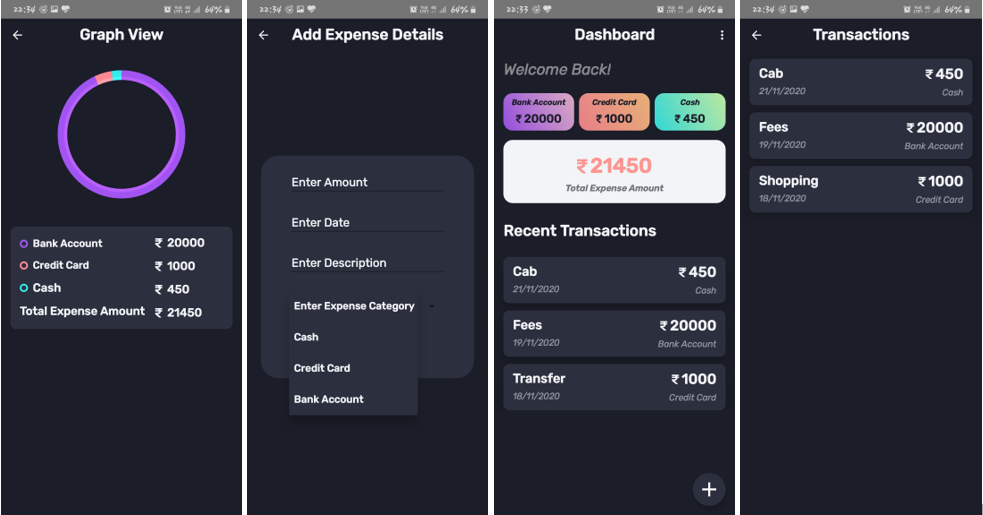 22:34
64%
Graph View
Bank Account ₹ 20000
Credit Card ₹ 1000
Cash ₹ 450
Total Expense Amount ₹ 21450
22:34
64%
Add Expense Details
Enter Amount
Enter Date
Enter Description
Enter Expense Category
Cash
Credit Card
Bank Account
22:33
64%
Dashboard
Welcome Back!
Bank Account
₹ 20000
Credit Card
₹ 1000
Cash
₹ 450
₹ 21450
Total Expense Amount
Recent Transactions
Cab ₹ 450
21/11/2020 Cash
Fees ₹ 20000
19/11/2020 Bank Account
Transfer ₹ 1000
18/11/2020 Credit Card
22:34
64%
Transactions
Cab ₹ 450
21/11/2020 Cash
Fees ₹ 20000
19/11/2020 Bank Account
Shopping ₹ 1000
18/11/2020 Credit Card